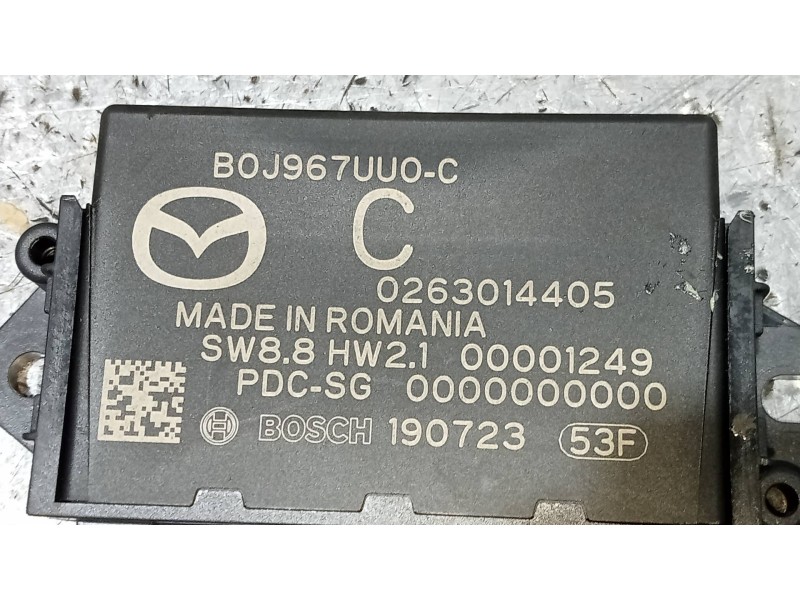 B0J967UU0-C
C
0263014405
MADE IN ROMANIA
SW8.8 HW2.1 00001249
PDC-SG 0000000000
BOSCH 190723 53F